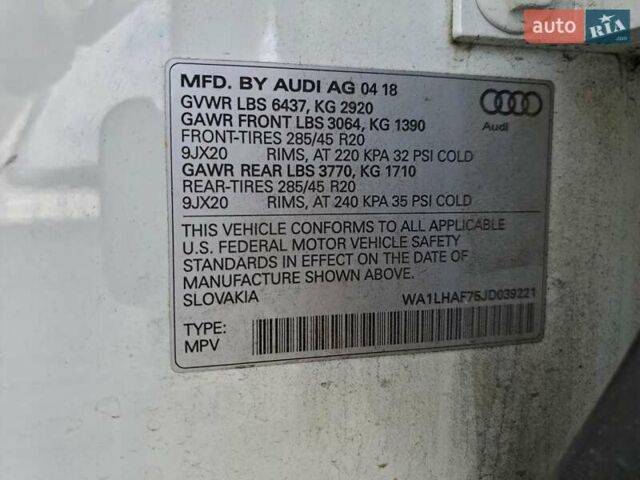 auto RIA .com
MFD. BY AUDI AG 04 18
GVWR LBS 6437, KG 2920
GAWR FRONT LBS 3064, KG 1390
FRONT-TIRES 285/45 R20
9JX20 RIMS, AT 220 KPA 32 PSI COLD
GAWR REAR LBS 3770, KG 1710
REAR-TIRES 285/45 R20
9JX20 RIMS, AT 240 KPA 35 PSI COLD
Audi
THIS VEHICLE CONFORMS TO ALL APPLICABLE
U.S. FEDERAL MOTOR VEHICLE SAFETY
STANDARDS IN EFFECT ON THE DATE OF
MANUFACTURE SHOWN ABOVE.
SLOVAKIA WA1LHAF75JD039221
TYPE:
MPV